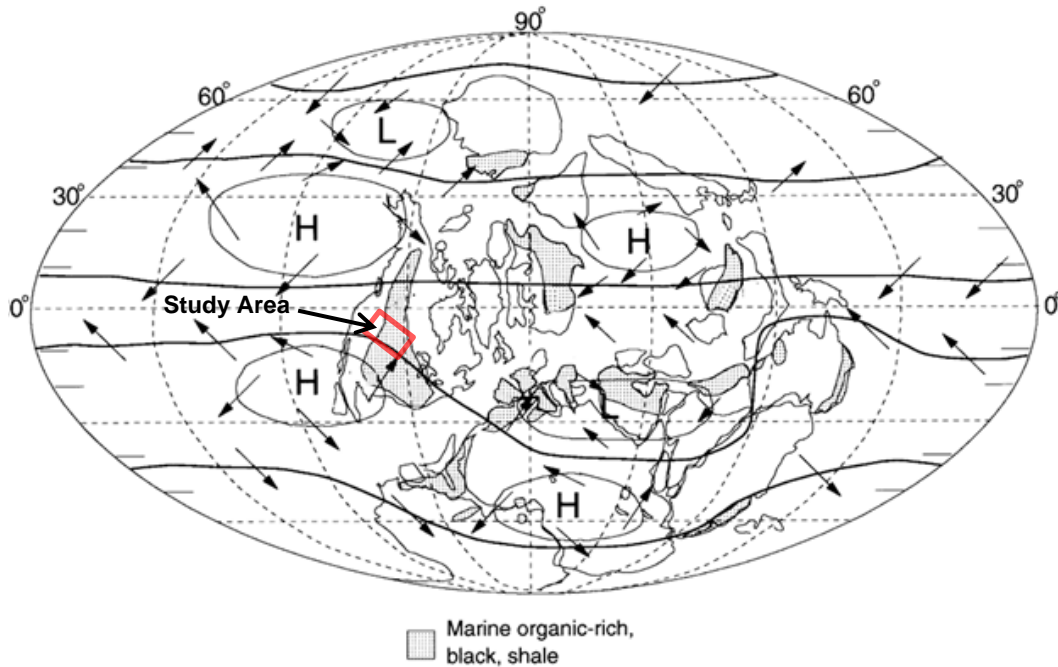 90°
60°
60°
L
30°
30°
H
H
0°
0°
Study Area
H
L
H
Marine organic-rich,
black, shale